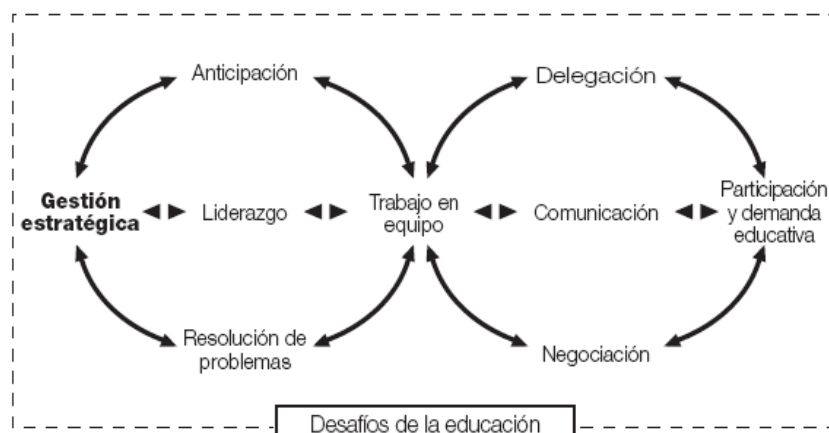 Anticipación
Delegación
Gestión
estratégica
Liderazgo
Trabajo en
equipo
Comunicación
Participación
y demanda
educativa
Resolución de
problemas
Negociación
Desafíos de la educación